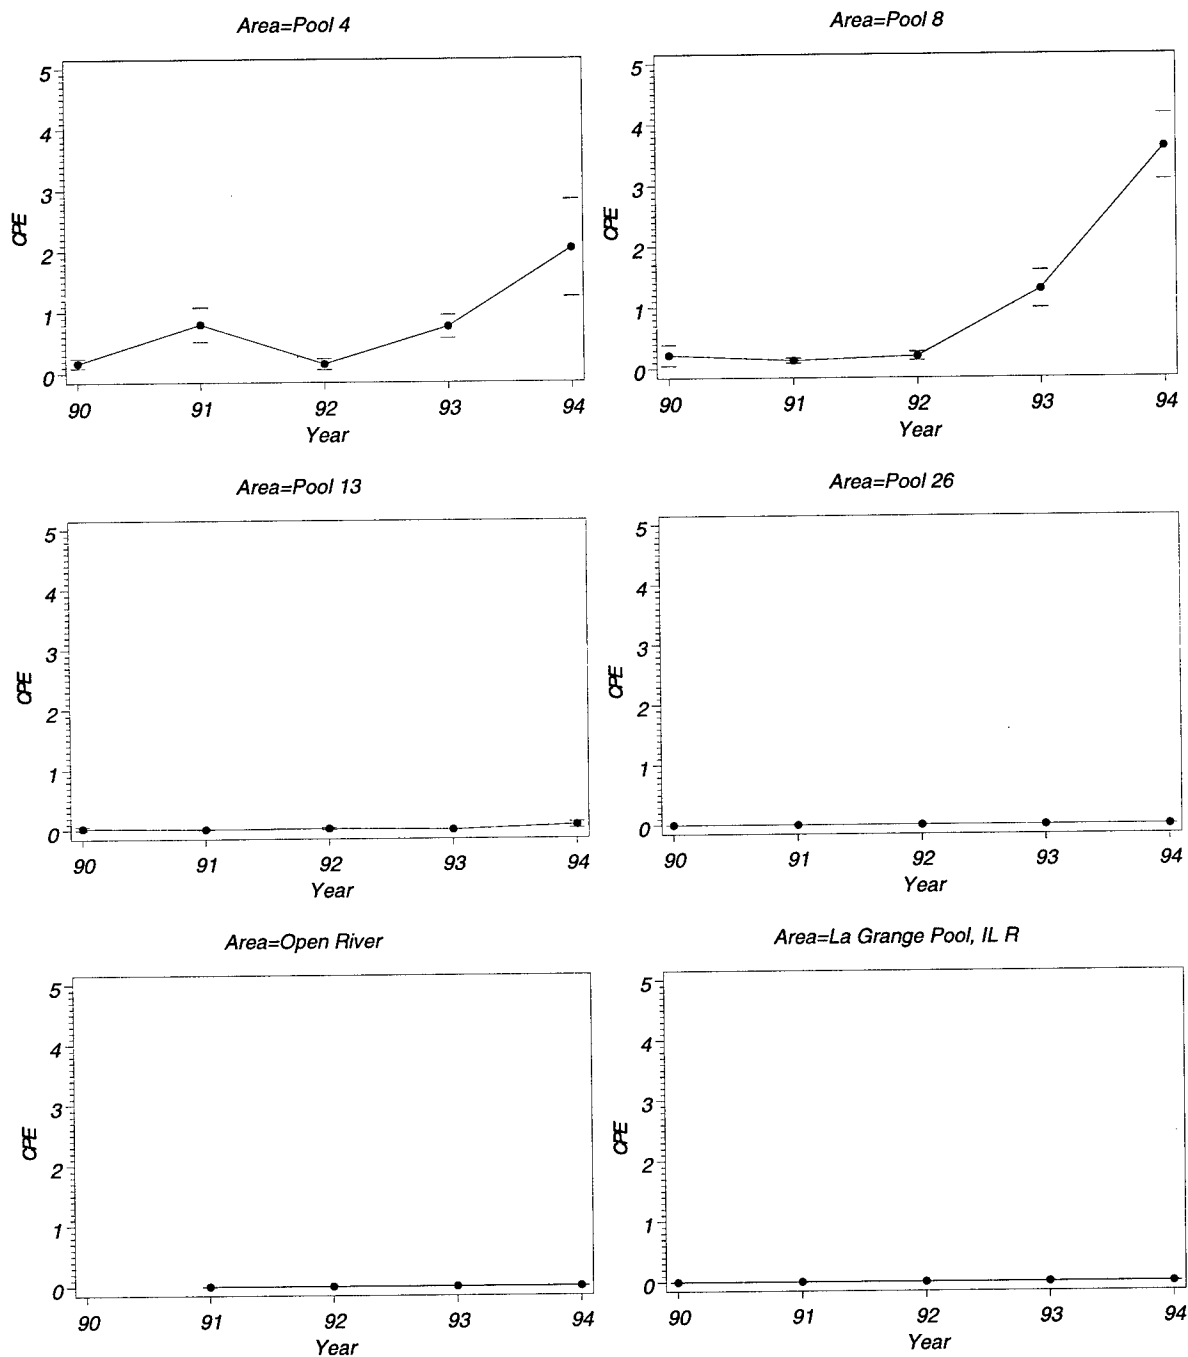 Area=Pool 4
5
4
3
2
1
0
CPE
90 91 92 93 94
Year
Area=Pool 8
5
4
3
2
1
0
CPE
90 91 92 93 94
Year
Area=Pool 13
5
4
3
2
1
0
CPE
90 91 92 93 94
Year
Area=Pool 26
5
4
3
2
1
0
CPE
90 91 92 93 94
Year
Area=Open River
5
4
3
2
1
0
CPE
90 91 92 93 94
Year
Area=La Grange Pool, IL R
5
4
3
2
1
0
CPE
90 91 92 93 94
Year